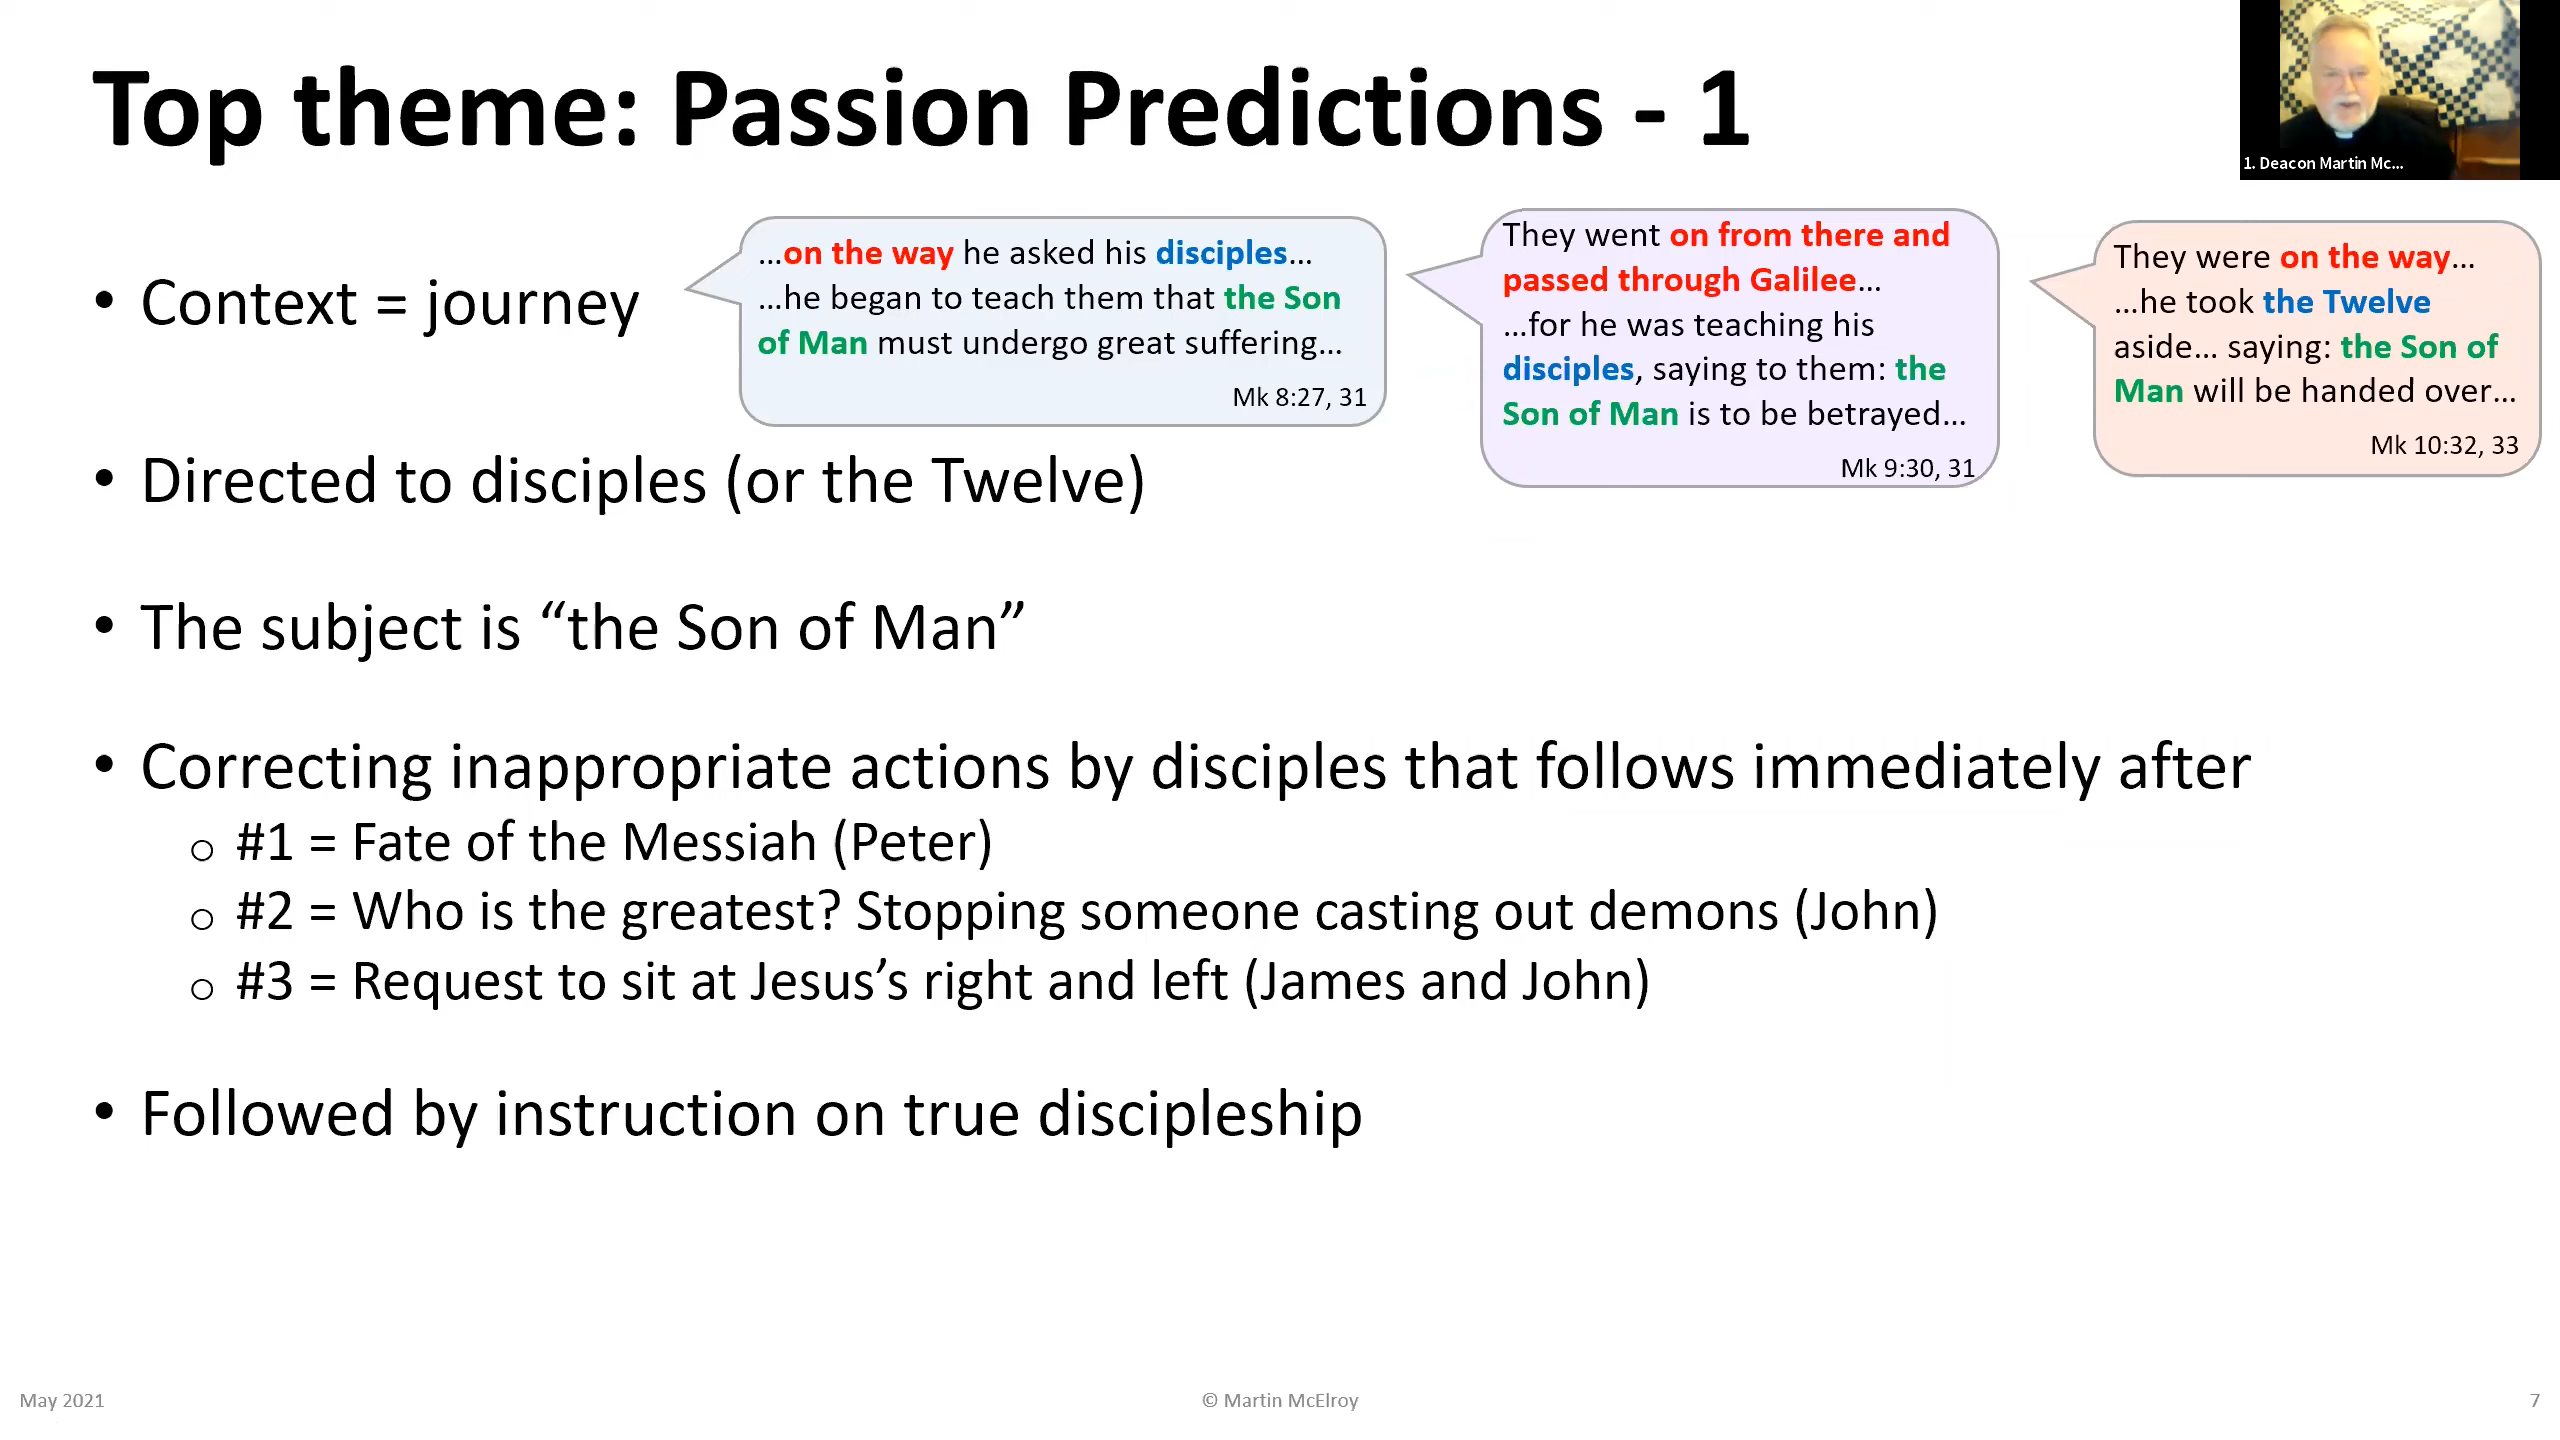 Top theme: Passion Predictions - 1
1. Deacon Martin Mc...
• Context = journey
...on the way he asked his disciples...
...he began to teach them that the Son
of Man must undergo great suffering...
Mk 8:27, 31
They went on from there and
passed through Galilee...
...for he was teaching his
disciples, saying to them: the
Son of Man is to be betrayed...
Mk 9:30, 31
They were on the way...
...he took the Twelve
aside... saying: the Son of
Man will be handed over...
Mk 10:32, 33
• Directed to disciples (or the Twelve)
• The subject is “the Son of Man”
• Correcting inappropriate actions by disciples that follows immediately after
o #1 = Fate of the Messiah (Peter)
o #2 = Who is the greatest? Stopping someone casting out demons (John)
o #3 = Request to sit at Jesus’s right and left (James and John)
• Followed by instruction on true discipleship
May 2021
© Martin McElroy
7